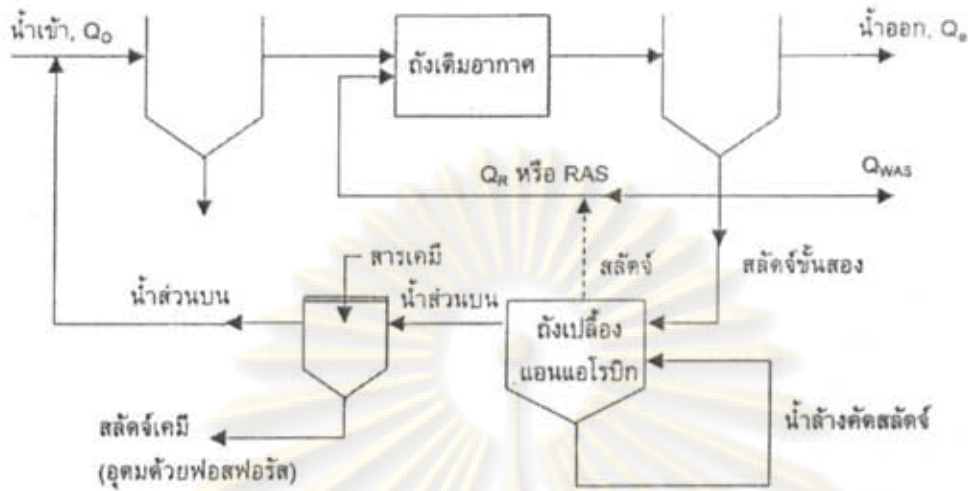 น้ำเข้า, Q₀
ถังเติมอากาศ
น้ำออก, Qₑ
Q_R หรือ RAS
Q_WAS
สารเคมี
สลัดจ์
สลัดจ์ขั้นสอง
น้ำส่วนบน
น้ำส่วนบน
ถังเปลื้อง
แอนแอโรบิก
น้ำล้างคัดสลัดจ์
สลัดจ์เคมี
(อุดมด้วยฟอสฟอรัส)